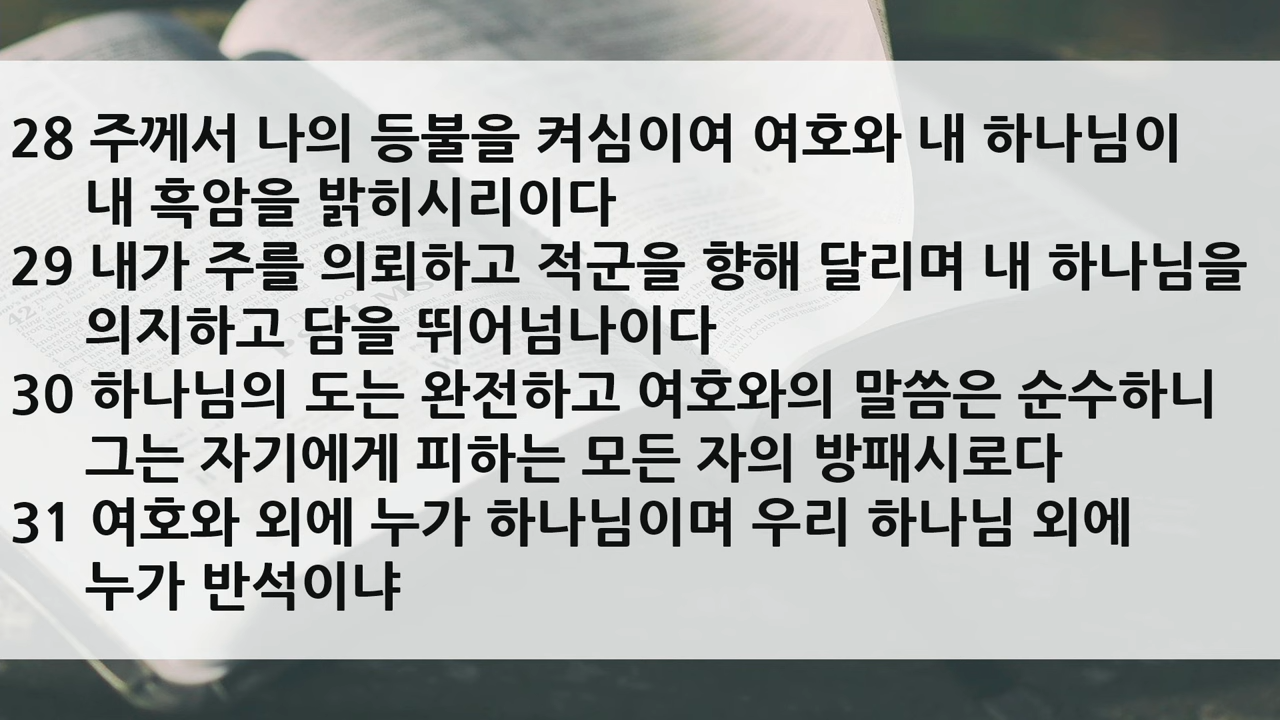 28 주께서 나의 등불을 켜심이여 여호와 내 하나님이
내 흑암을 밝히시리이다
29 내가 주를 의뢰하고 적군을 향해 달리며 내 하나님을
의지하고 담을 뛰어넘나이다
30 하나님의 도는 완전하고 여호와의 말씀은 순수하니
그는 자기에게 피하는 모든 자의 방패시로다
31 여호와 외에 누가 하나님이며 우리 하나님 외에
누가 반석이냐